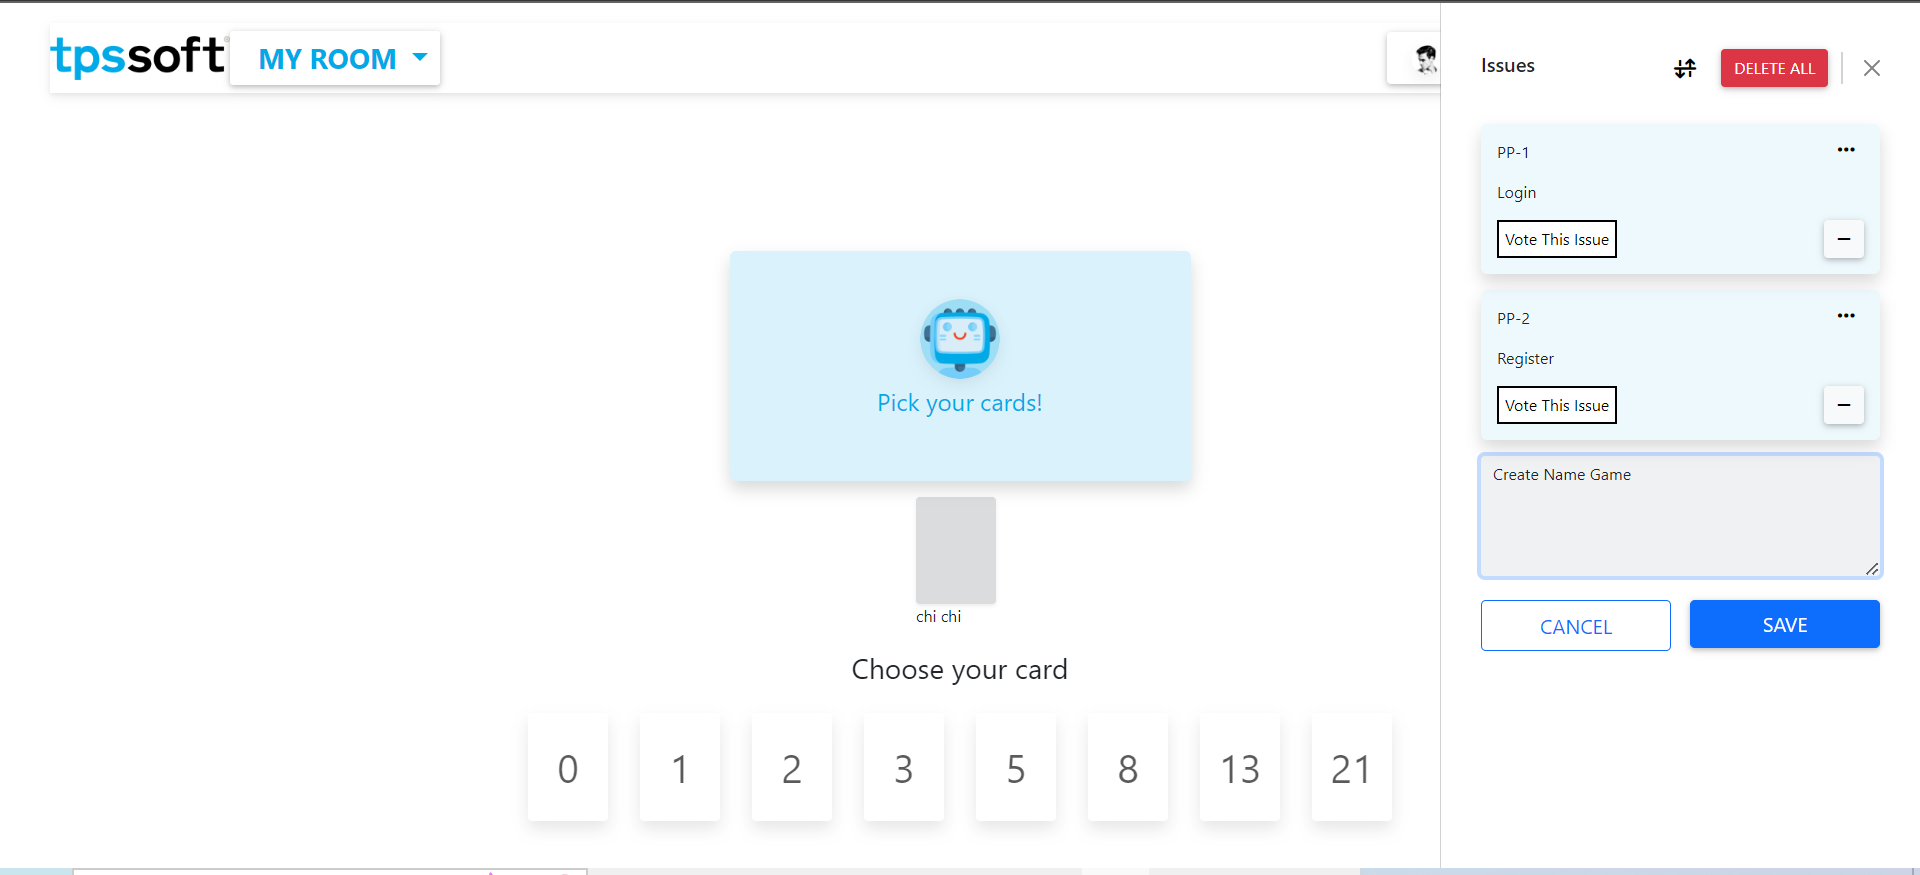 tpssoft
MY ROOM
Issues
DELETE ALL
PP-1
Login
Vote This Issue
PP-2
Register
Vote This Issue
Create Name Game
CANCEL
SAVE
Pick your cards!
chi chi
Choose your card
0 1 2 3 5 8 13 21